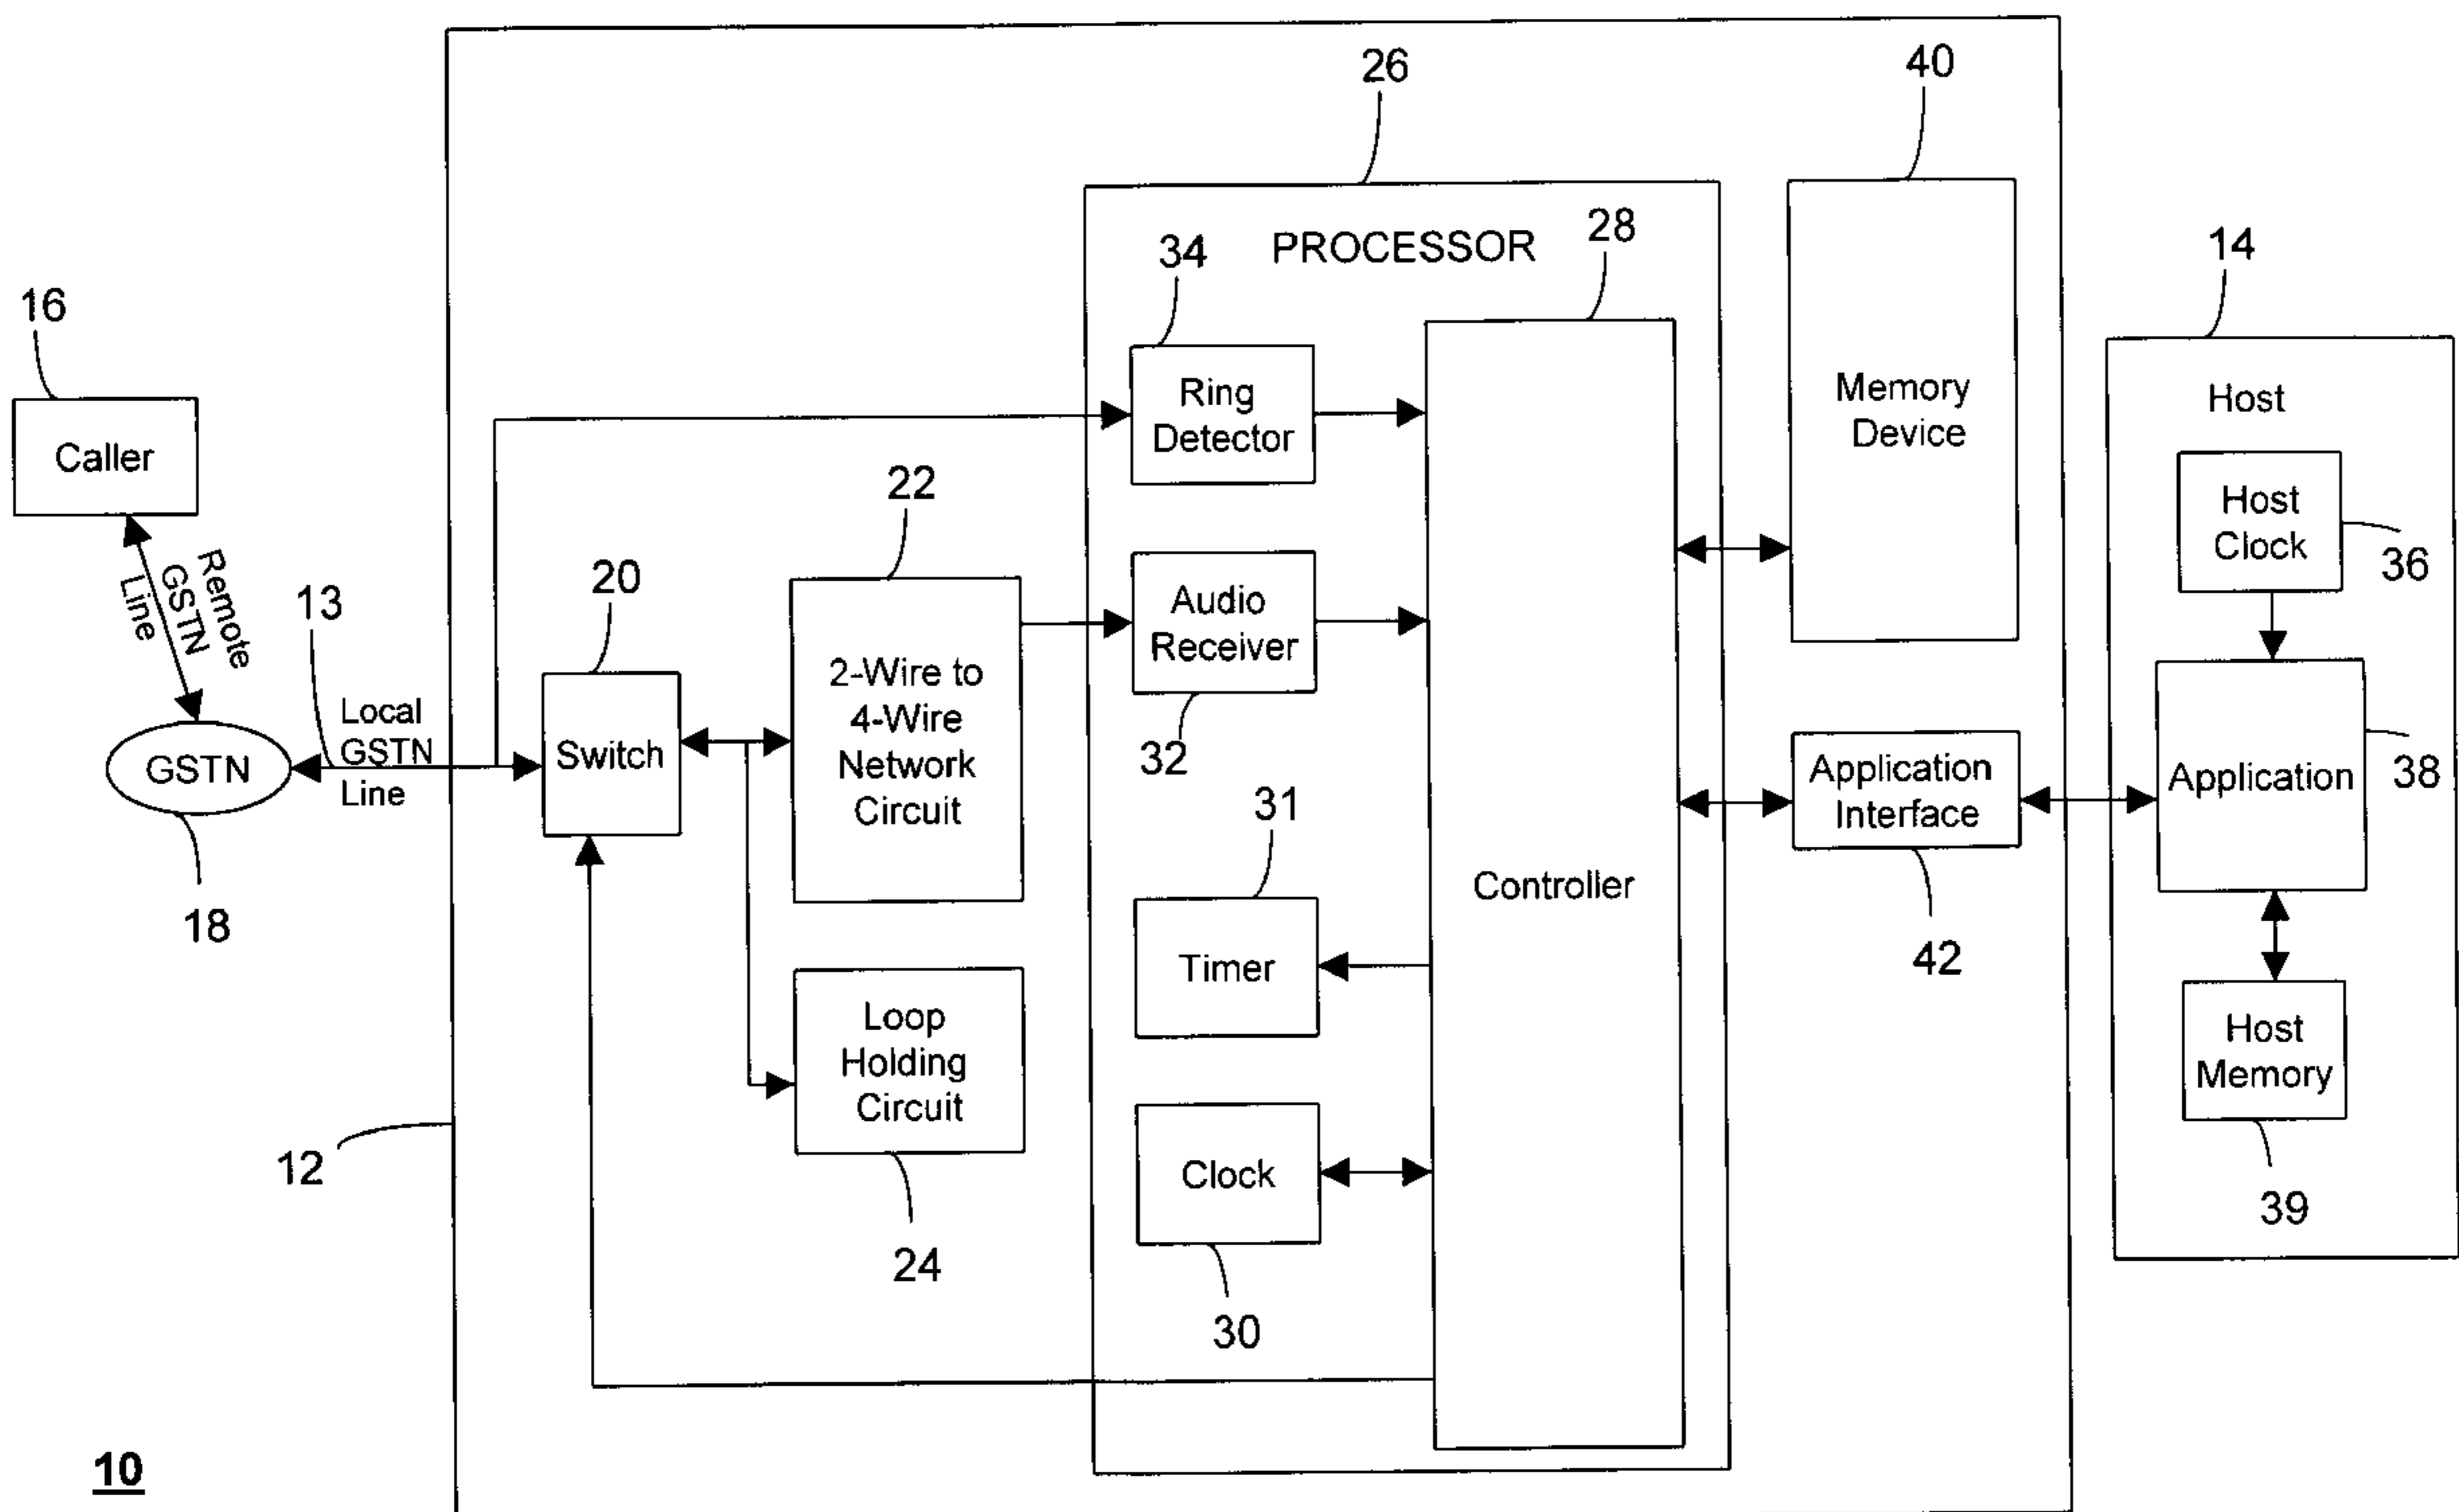 26
40
34
PROCESSOR
28
14
16
Ring
Detector
Memory
Device
Host
Caller
22
Host
Clock
36
Remote
GSTN
Line
13
20
Audio
Receiver
32
2-Wire to
4-Wire
Network
Circuit
Local
GSTN
Line
GSTN
18
Switch
31
Application
Interface
42
Application
38
Controller
Timer
Loop
Holding
Circuit
24
Host
Memory
39
12
Clock
30
10